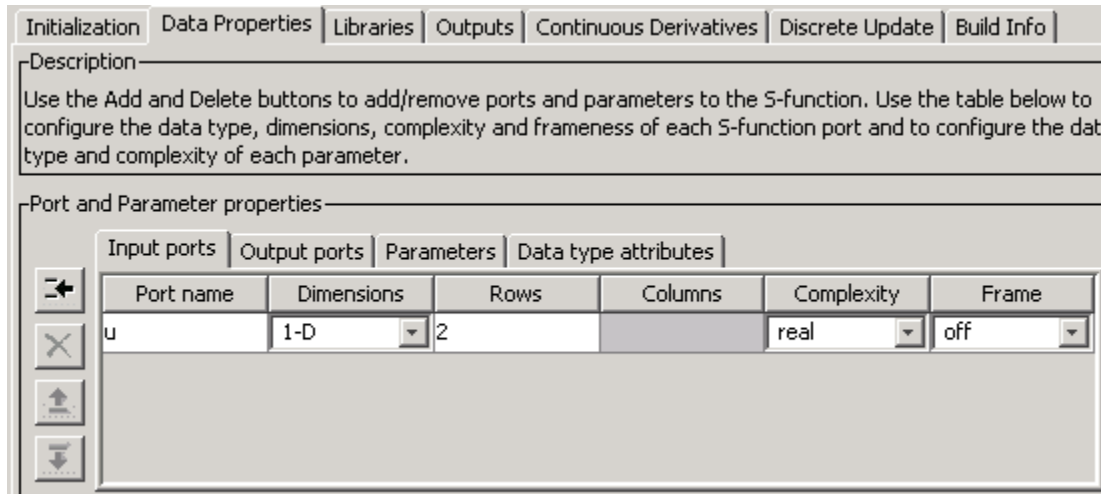 Initialization Data Properties Libraries Outputs Continuous Derivatives Discrete Update Build Info
Description
Use the Add and Delete buttons to add/remove ports and parameters to the S-function. Use the table below to
configure the data type, dimensions, complexity and frameness of each S-function port and to configure the dat
type and complexity of each parameter.
Port and Parameter properties
Input ports Output ports Parameters Data type attributes
Port name Dimensions Rows Columns Complexity Frame
u 1-D 2 real off